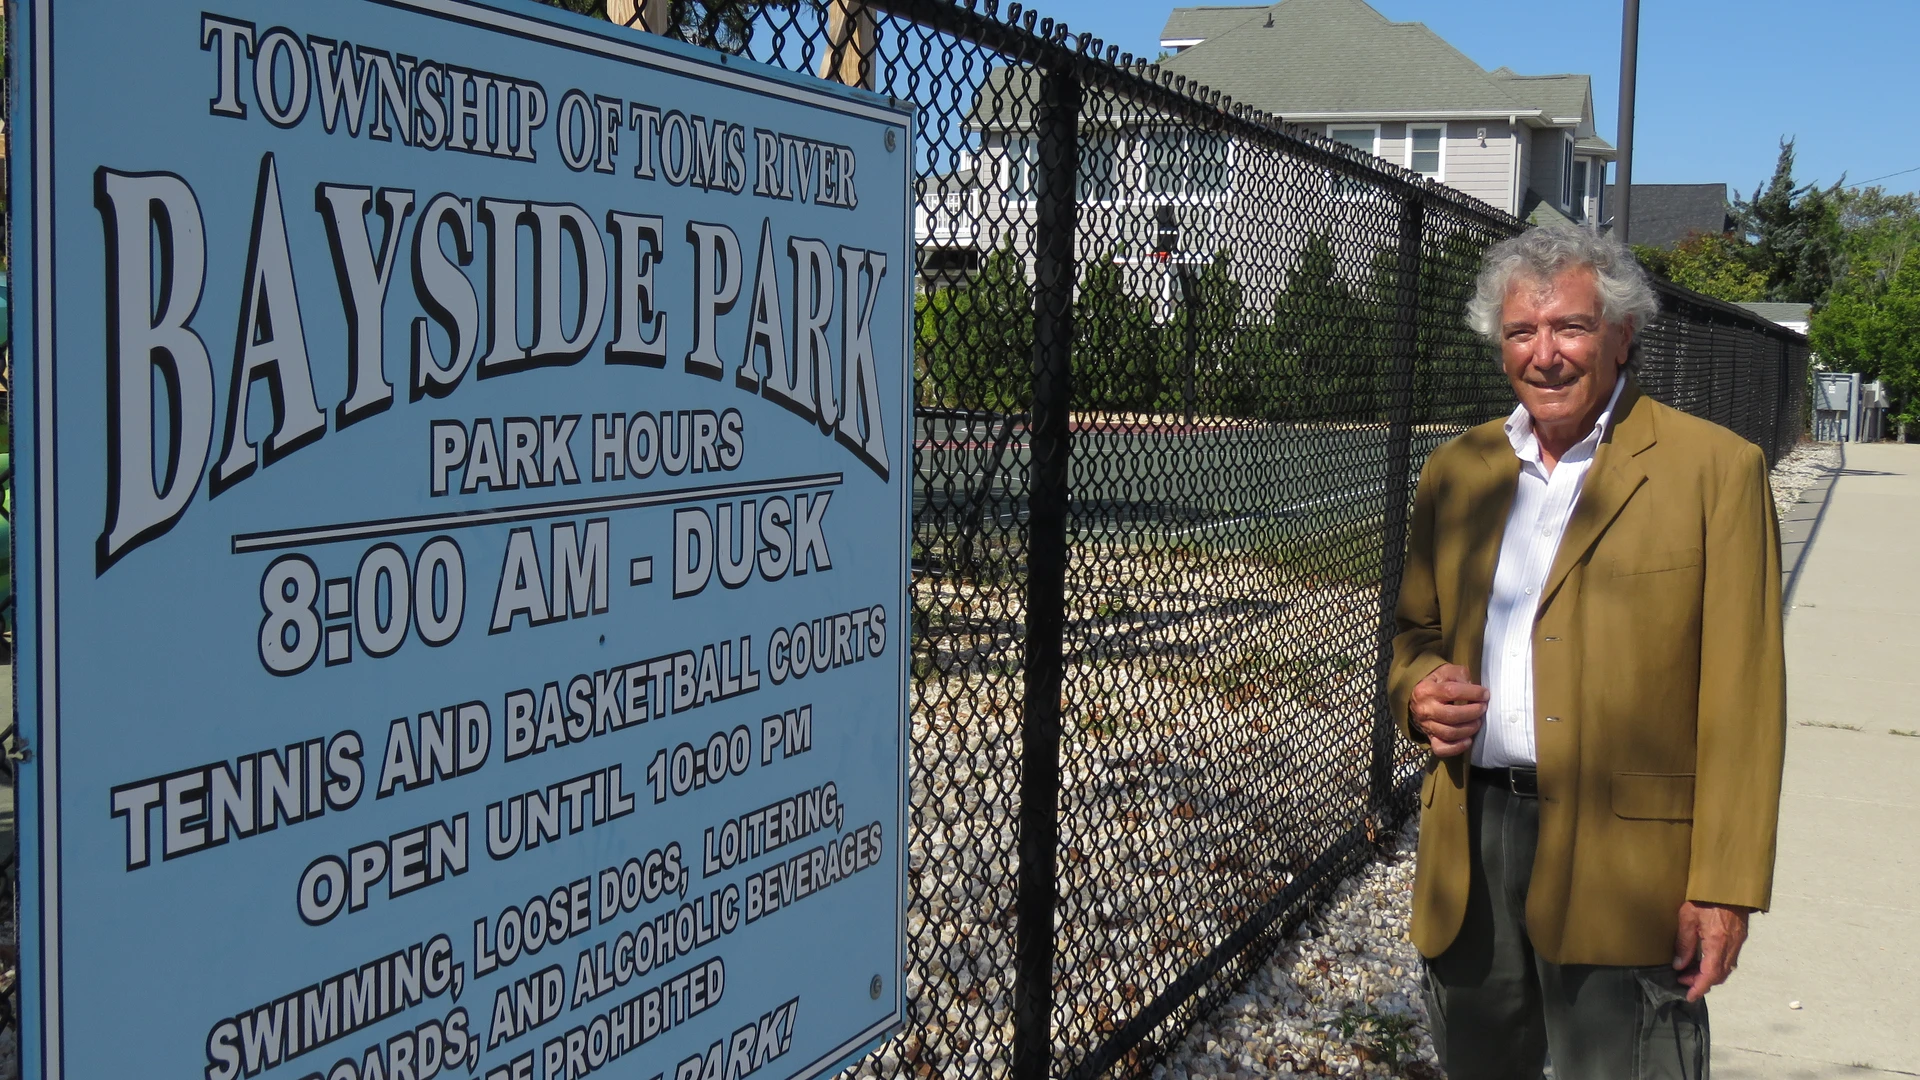 TOWNSHIP OF TOMS RIVER
BAYSIDE PARK
PARK HOURS
8:00 AM - DUSK
TENNIS AND BASKETBALL COURTS
OPEN UNTIL 10:00 PM
SWIMMING, LOOSE DOGS, LOITERING,
AND ALCOHOLIC BEVERAGES
PROHIBITED
PARK!